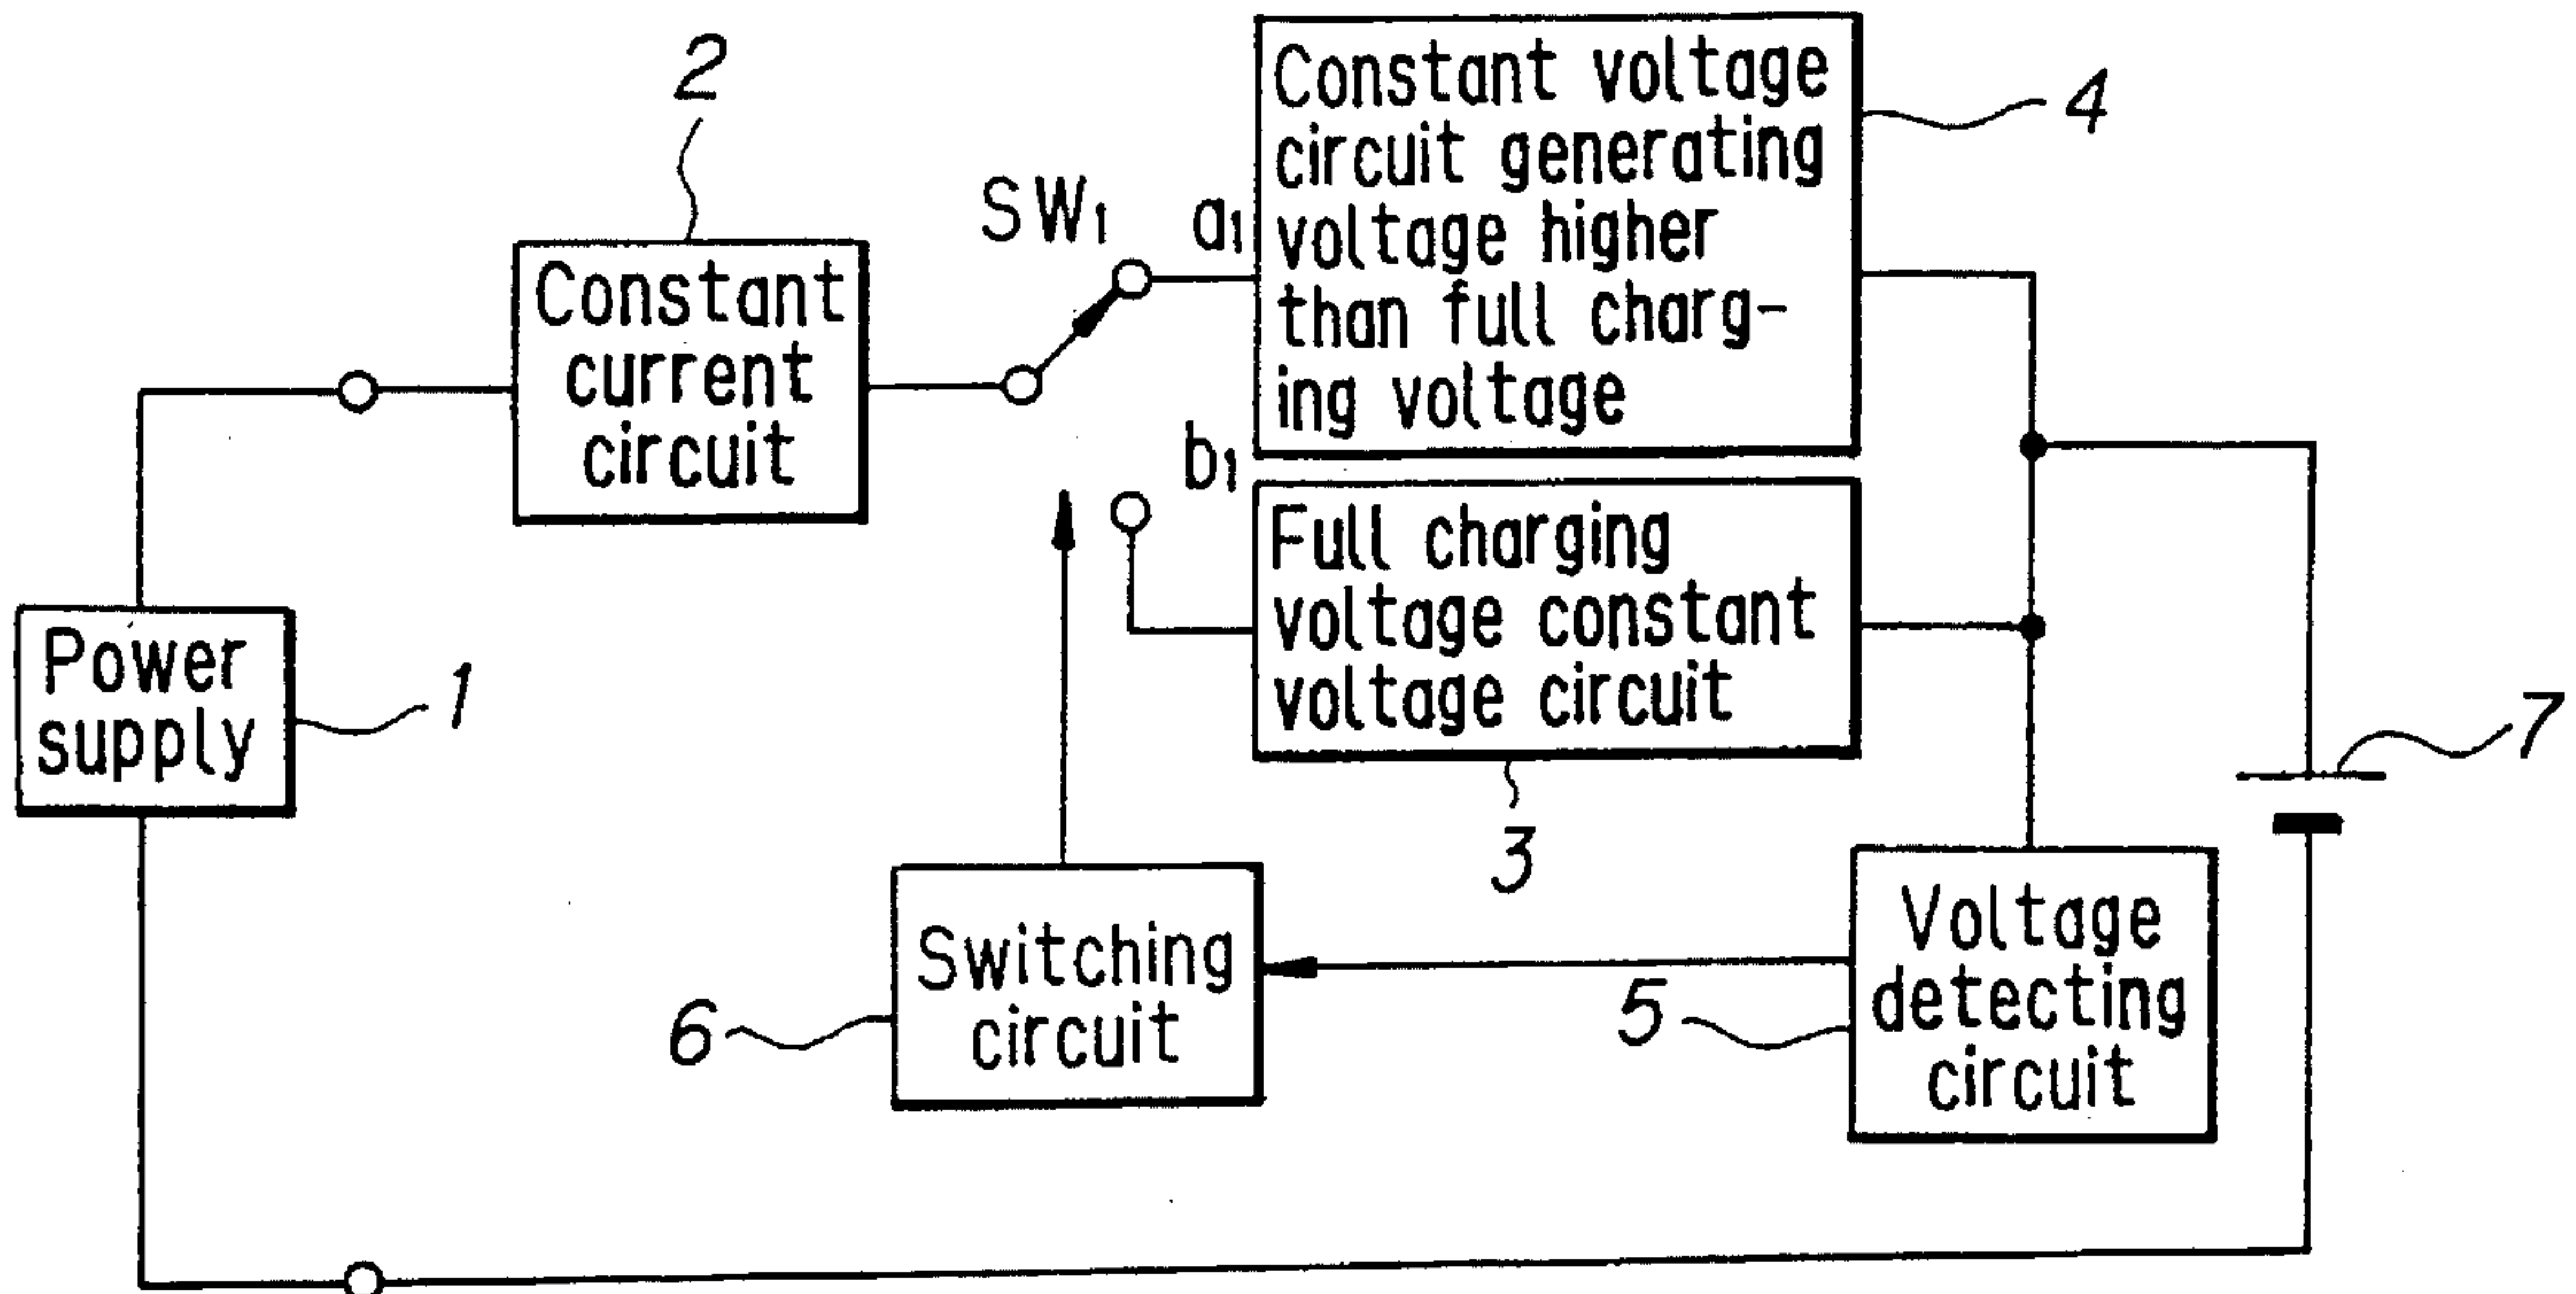 2
Constant
current
circuit
SW₁
a₁
b₁
Constant voltage
circuit generating
voltage higher
than full charg-
ing voltage
4
Full charging
voltage constant
voltage circuit
3
Power
supply
1
7
Switching
circuit
6
Voltage
detecting
circuit
5